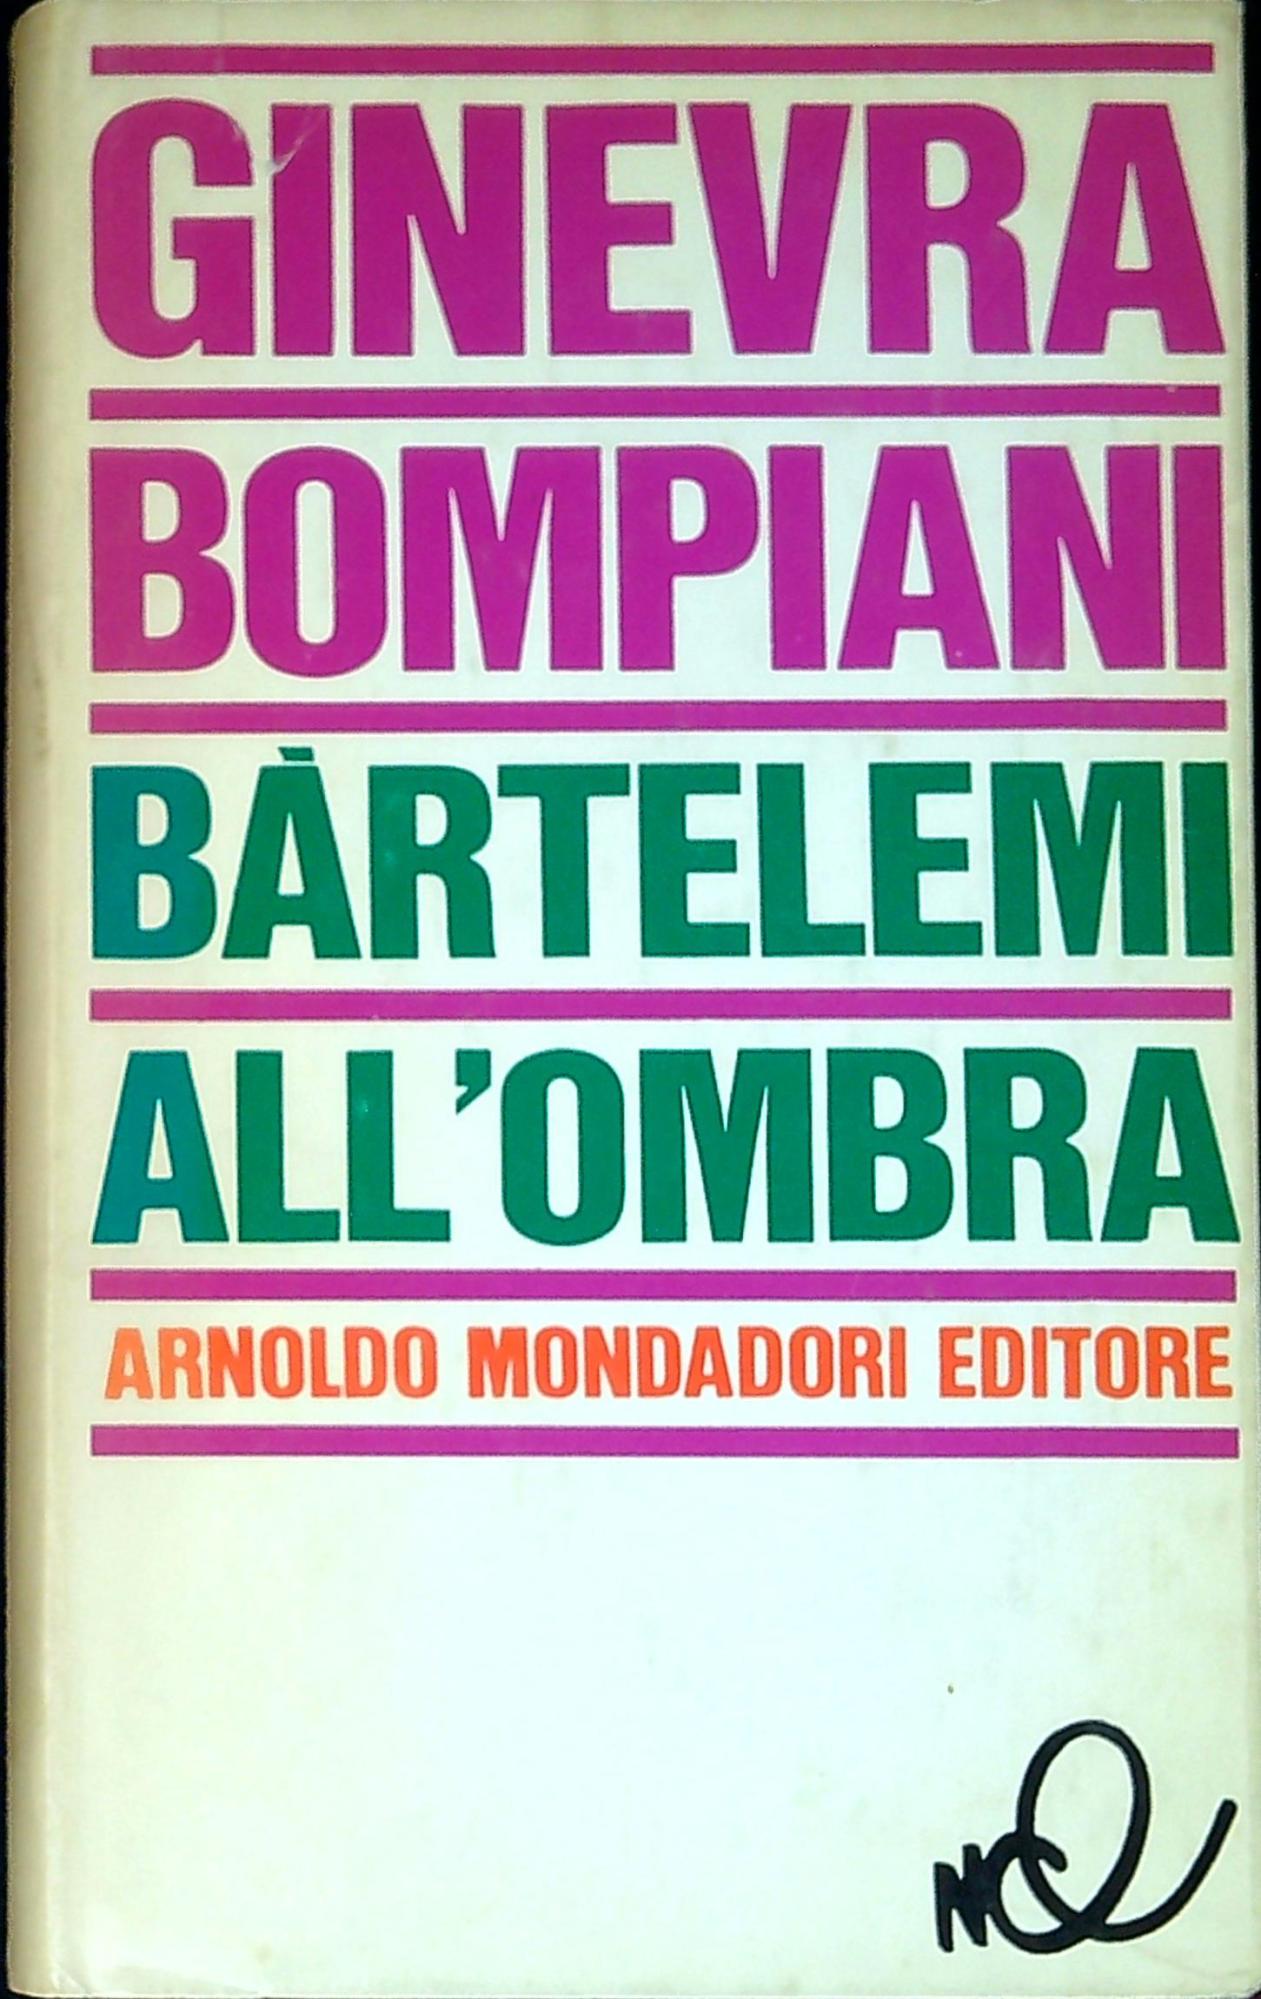 GINEVRA
BOMPIANI
BÀRTELEMI
ALL'OMBRA
ARNOLDO MONDADORI EDITORE